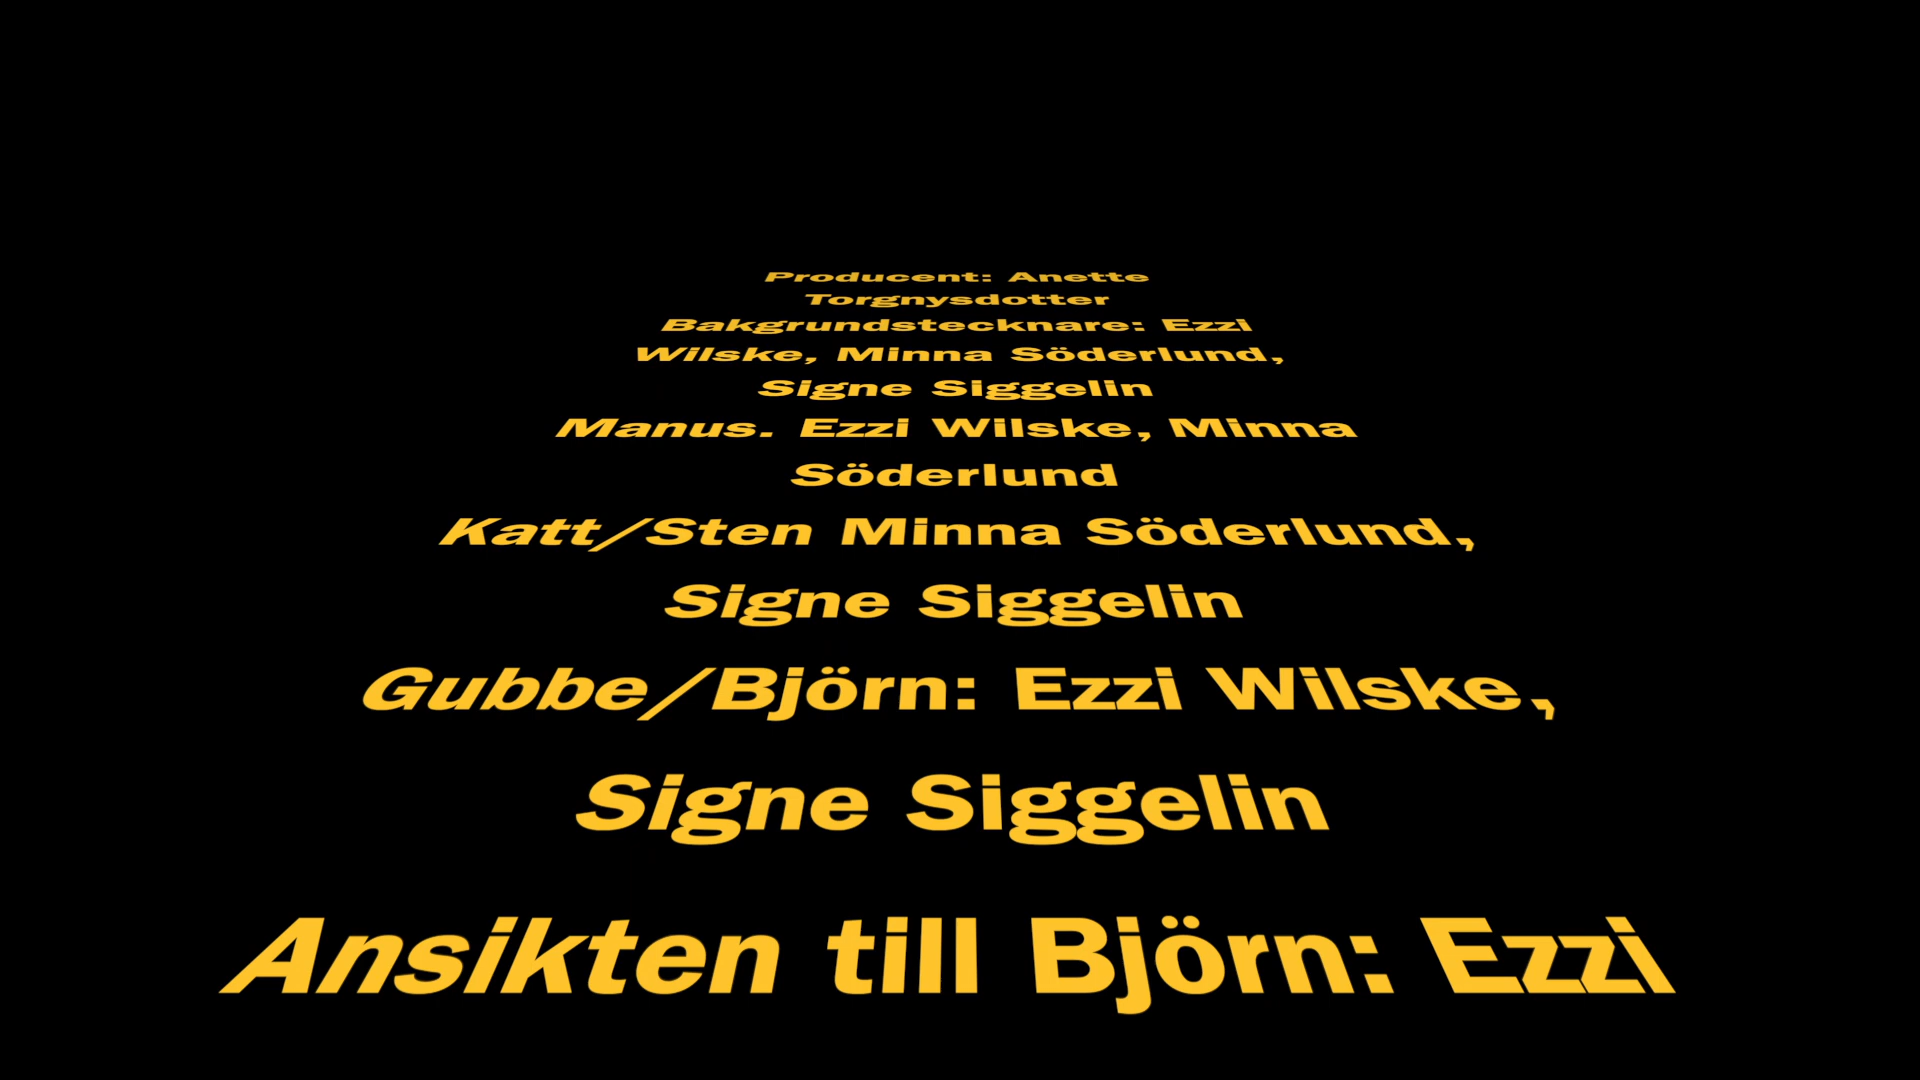 Producent: Anette
Torgnysdotter
Bakgrundstecknare: Ezzi
Wilske, Minna Söderlund,
Signe Siggelin
Manus. Ezzi Wilske, Minna
Söderlund
Katt/Sten Minna Söderlund,
Signe Siggelin
Gubbe/Björn: Ezzi Wilske,
Signe Siggelin
Ansikten till Björn: Ezzi